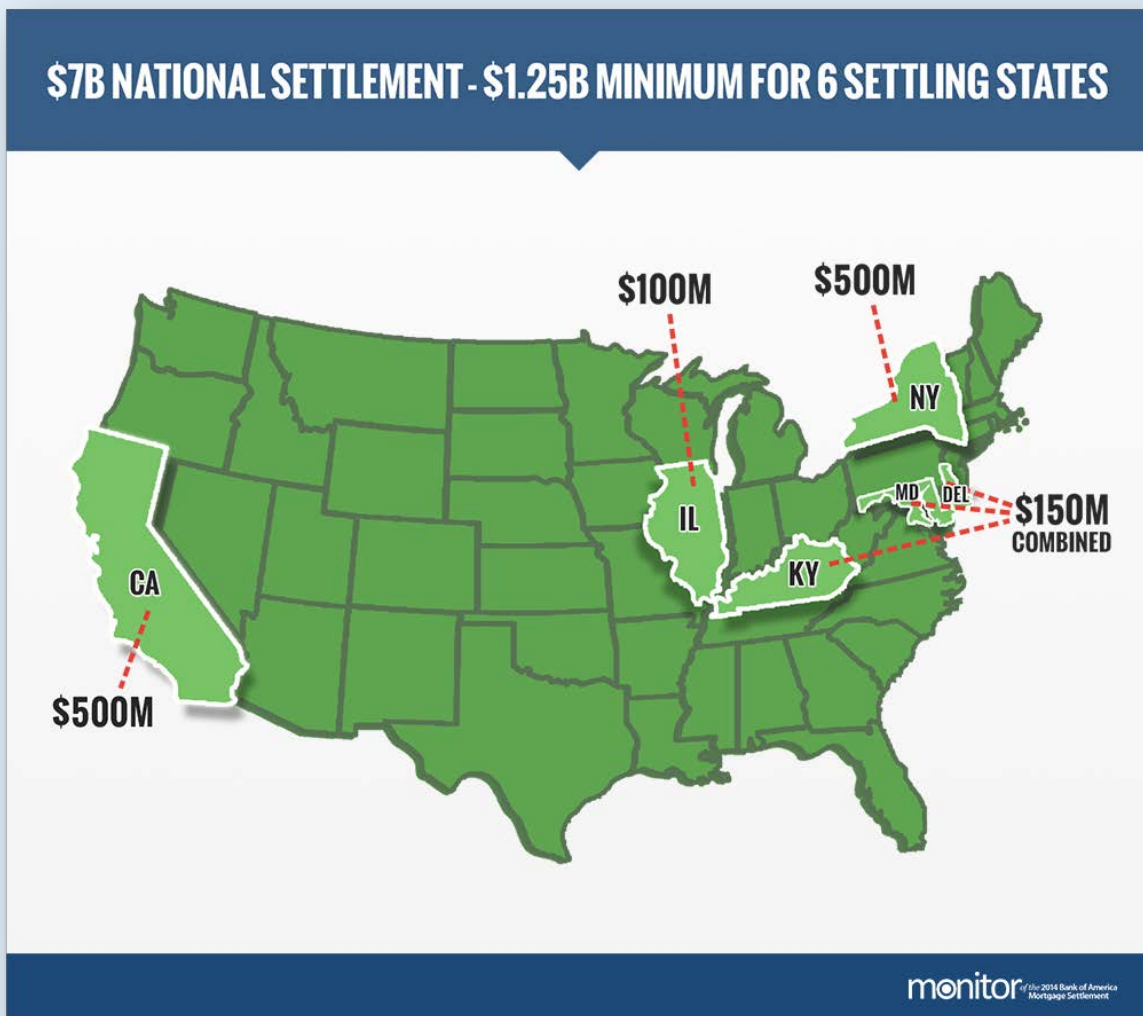 $7B NATIONAL SETTLEMENT - $1.25B MINIMUM FOR 6 SETTLING STATES
$100M
$500M
NY
MD
DEL
$150M
COMBINED
IL
KY
CA
$500M
monitor of the 2014 Bank of America
Mortgage Settlement